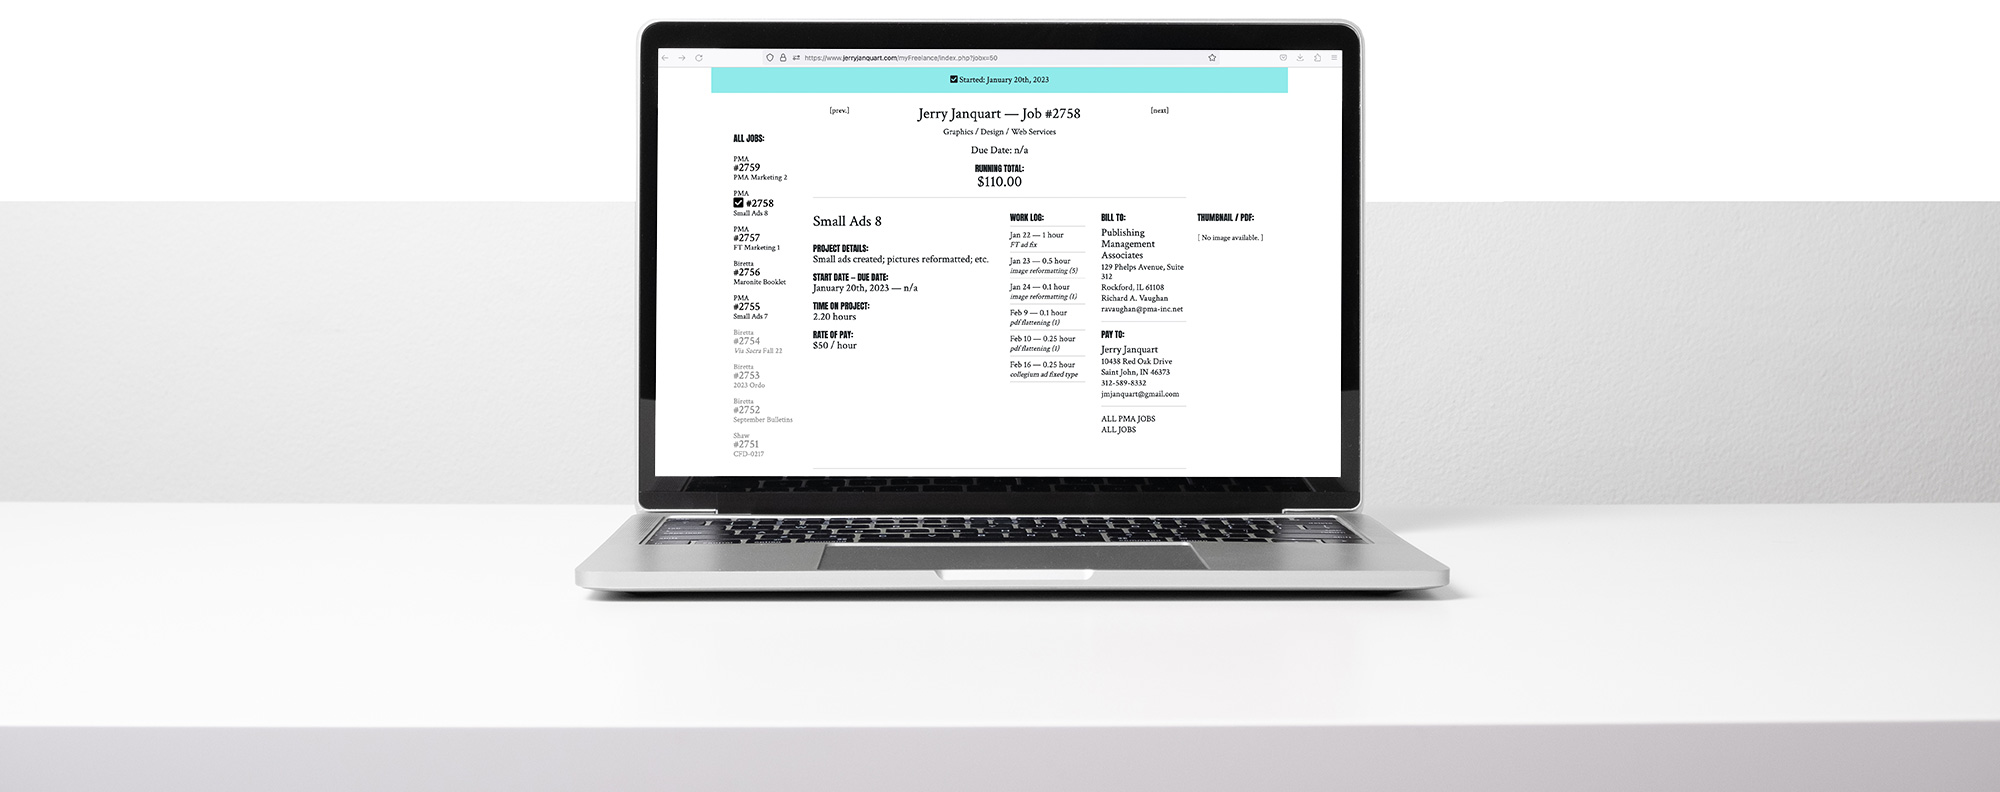 https://www.jerryjanquart.com/myFreelance/index.php?jobx=50
Started: January 20th, 2023
[prev.]
Jerry Janquart — Job #2758
[next]
Graphics / Design / Web Services
Due Date: n/a
RUNNING TOTAL:
$110.00
ALL JOBS:
PMA
#2759
PMA Marketing 2
PMA
#2758
Small Ads 8
PMA
#2757
FT Marketing 1
Biretta
#2756
Maronite Booklet
PMA
#2755
Small Ads 7
Biretta
#2754
Via Sacra Fall 22
Biretta
#2753
2023 Ordo
Biretta
#2752
September Bulletins
Shaw
#2751
CFD-0217
Small Ads 8
PROJECT DETAILS:
Small ads created; pictures reformatted; etc.
START DATE – DUE DATE:
January 20th, 2023 — n/a
TIME ON PROJECT:
2.20 hours
RATE OF PAY:
$50 / hour
WORK LOG:
Jan 22 — 1 hour
FT ad fix
Jan 23 — 0.5 hour
image reformatting (5)
Jan 24 — 0.1 hour
image reformatting (1)
Feb 9 — 0.1 hour
pdf flattening (1)
Feb 10 — 0.25 hour
pdf flattening (1)
Feb 16 — 0.25 hour
collegium ad fixed type
BILL TO:
Publishing
Management
Associates
129 Phelps Avenue, Suite
312
Rockford, IL 61108
Richard A. Vaughan
ravaughan@pma-inc.net
PAY TO:
Jerry Janquart
10438 Red Oak Drive
Saint John, IN 46373
312-589-8332
jmjanquart@gmail.com
ALL PMA JOBS
ALL JOBS
THUMBNAIL / PDF:
[ No image available. ]